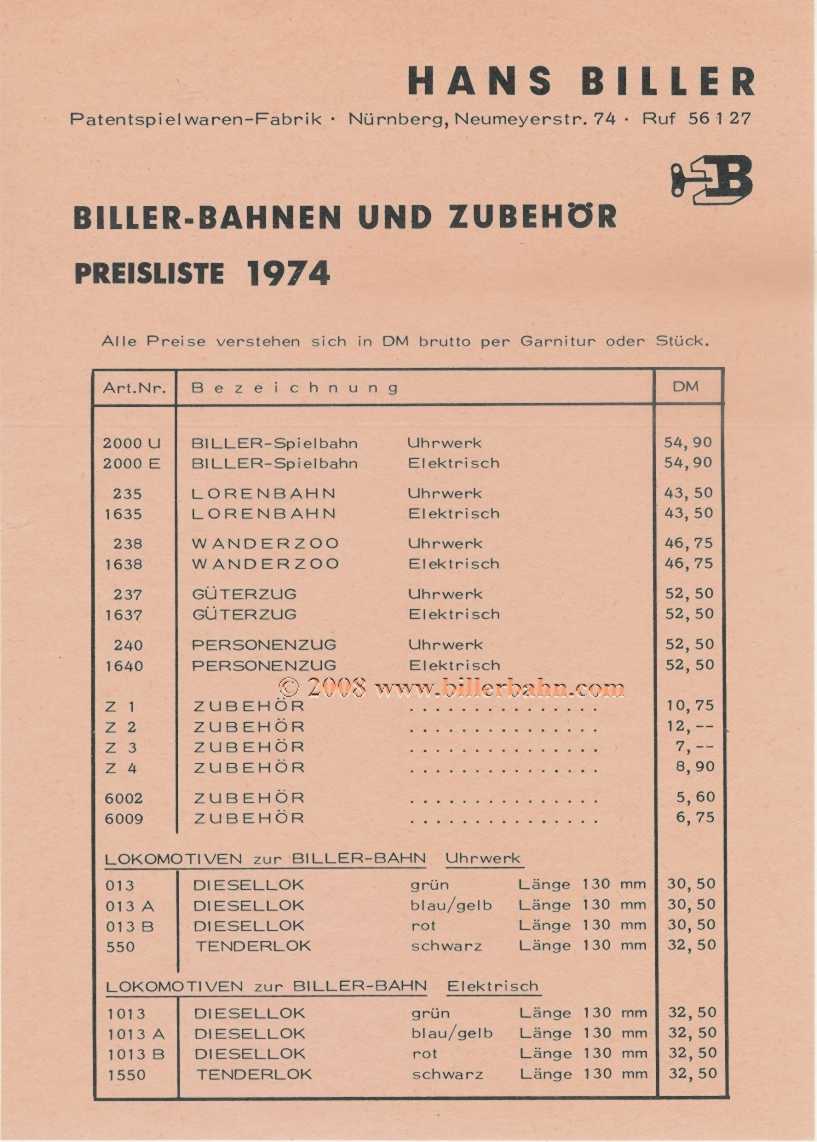 HANS BILLER
Patentspielwaren-Fabrik · Nürnberg, Neumeyerstr. 74 · Ruf 56 1 27
B
BILLER-BAHNEN UND ZUBEHÖR
PREISLISTE 1974
Alle Preise verstehen sich in DM brutto per Garnitur oder Stück.
Art.Nr. Bezeichnung DM
2000 U BILLER-Spielbahn Uhrwerk 54,90
2000 E BILLER-Spielbahn Elektrisch 54,90
235 LORENBAHN Uhrwerk 43,50
1635 LORENBAHN Elektrisch 43,50
238 WANDERZOO Uhrwerk 46,75
1638 WANDERZOO Elektrisch 46,75
237 GÜTERZUG Uhrwerk 52,50
1637 GÜTERZUG Elektrisch 52,50
240 PERSONENZUG Uhrwerk 52,50
1640 PERSONENZUG Elektrisch 52,50
© 2008 www.billerbahn.com
Z 1 ZUBEHÖR . . . . . . . . . . . . . . . 10,75
Z 2 ZUBEHÖR . . . . . . . . . . . . . . . 12,--
Z 3 ZUBEHÖR . . . . . . . . . . . . . . . 7,--
Z 4 ZUBEHÖR . . . . . . . . . . . . . . . 8,90
6002 ZUBEHÖR . . . . . . . . . . . . . . . 5,60
6009 ZUBEHÖR . . . . . . . . . . . . . . . 6,75
LOKOMOTIVEN zur BILLER-BAHN Uhrwerk
013 DIESELLOK grün Länge 130 mm 30,50
013 A DIESELLOK blau/gelb Länge 130 mm 30,50
013 B DIESELLOK rot Länge 130 mm 30,50
550 TENDERLOK schwarz Länge 130 mm 32,50
LOKOMOTIVEN zur BILLER-BAHN Elektrisch
1013 DIESELLOK grün Länge 130 mm 32,50
1013 A DIESELLOK blau/gelb Länge 130 mm 32,50
1013 B DIESELLOK rot Länge 130 mm 32,50
1550 TENDERLOK schwarz Länge 130 mm 32,50